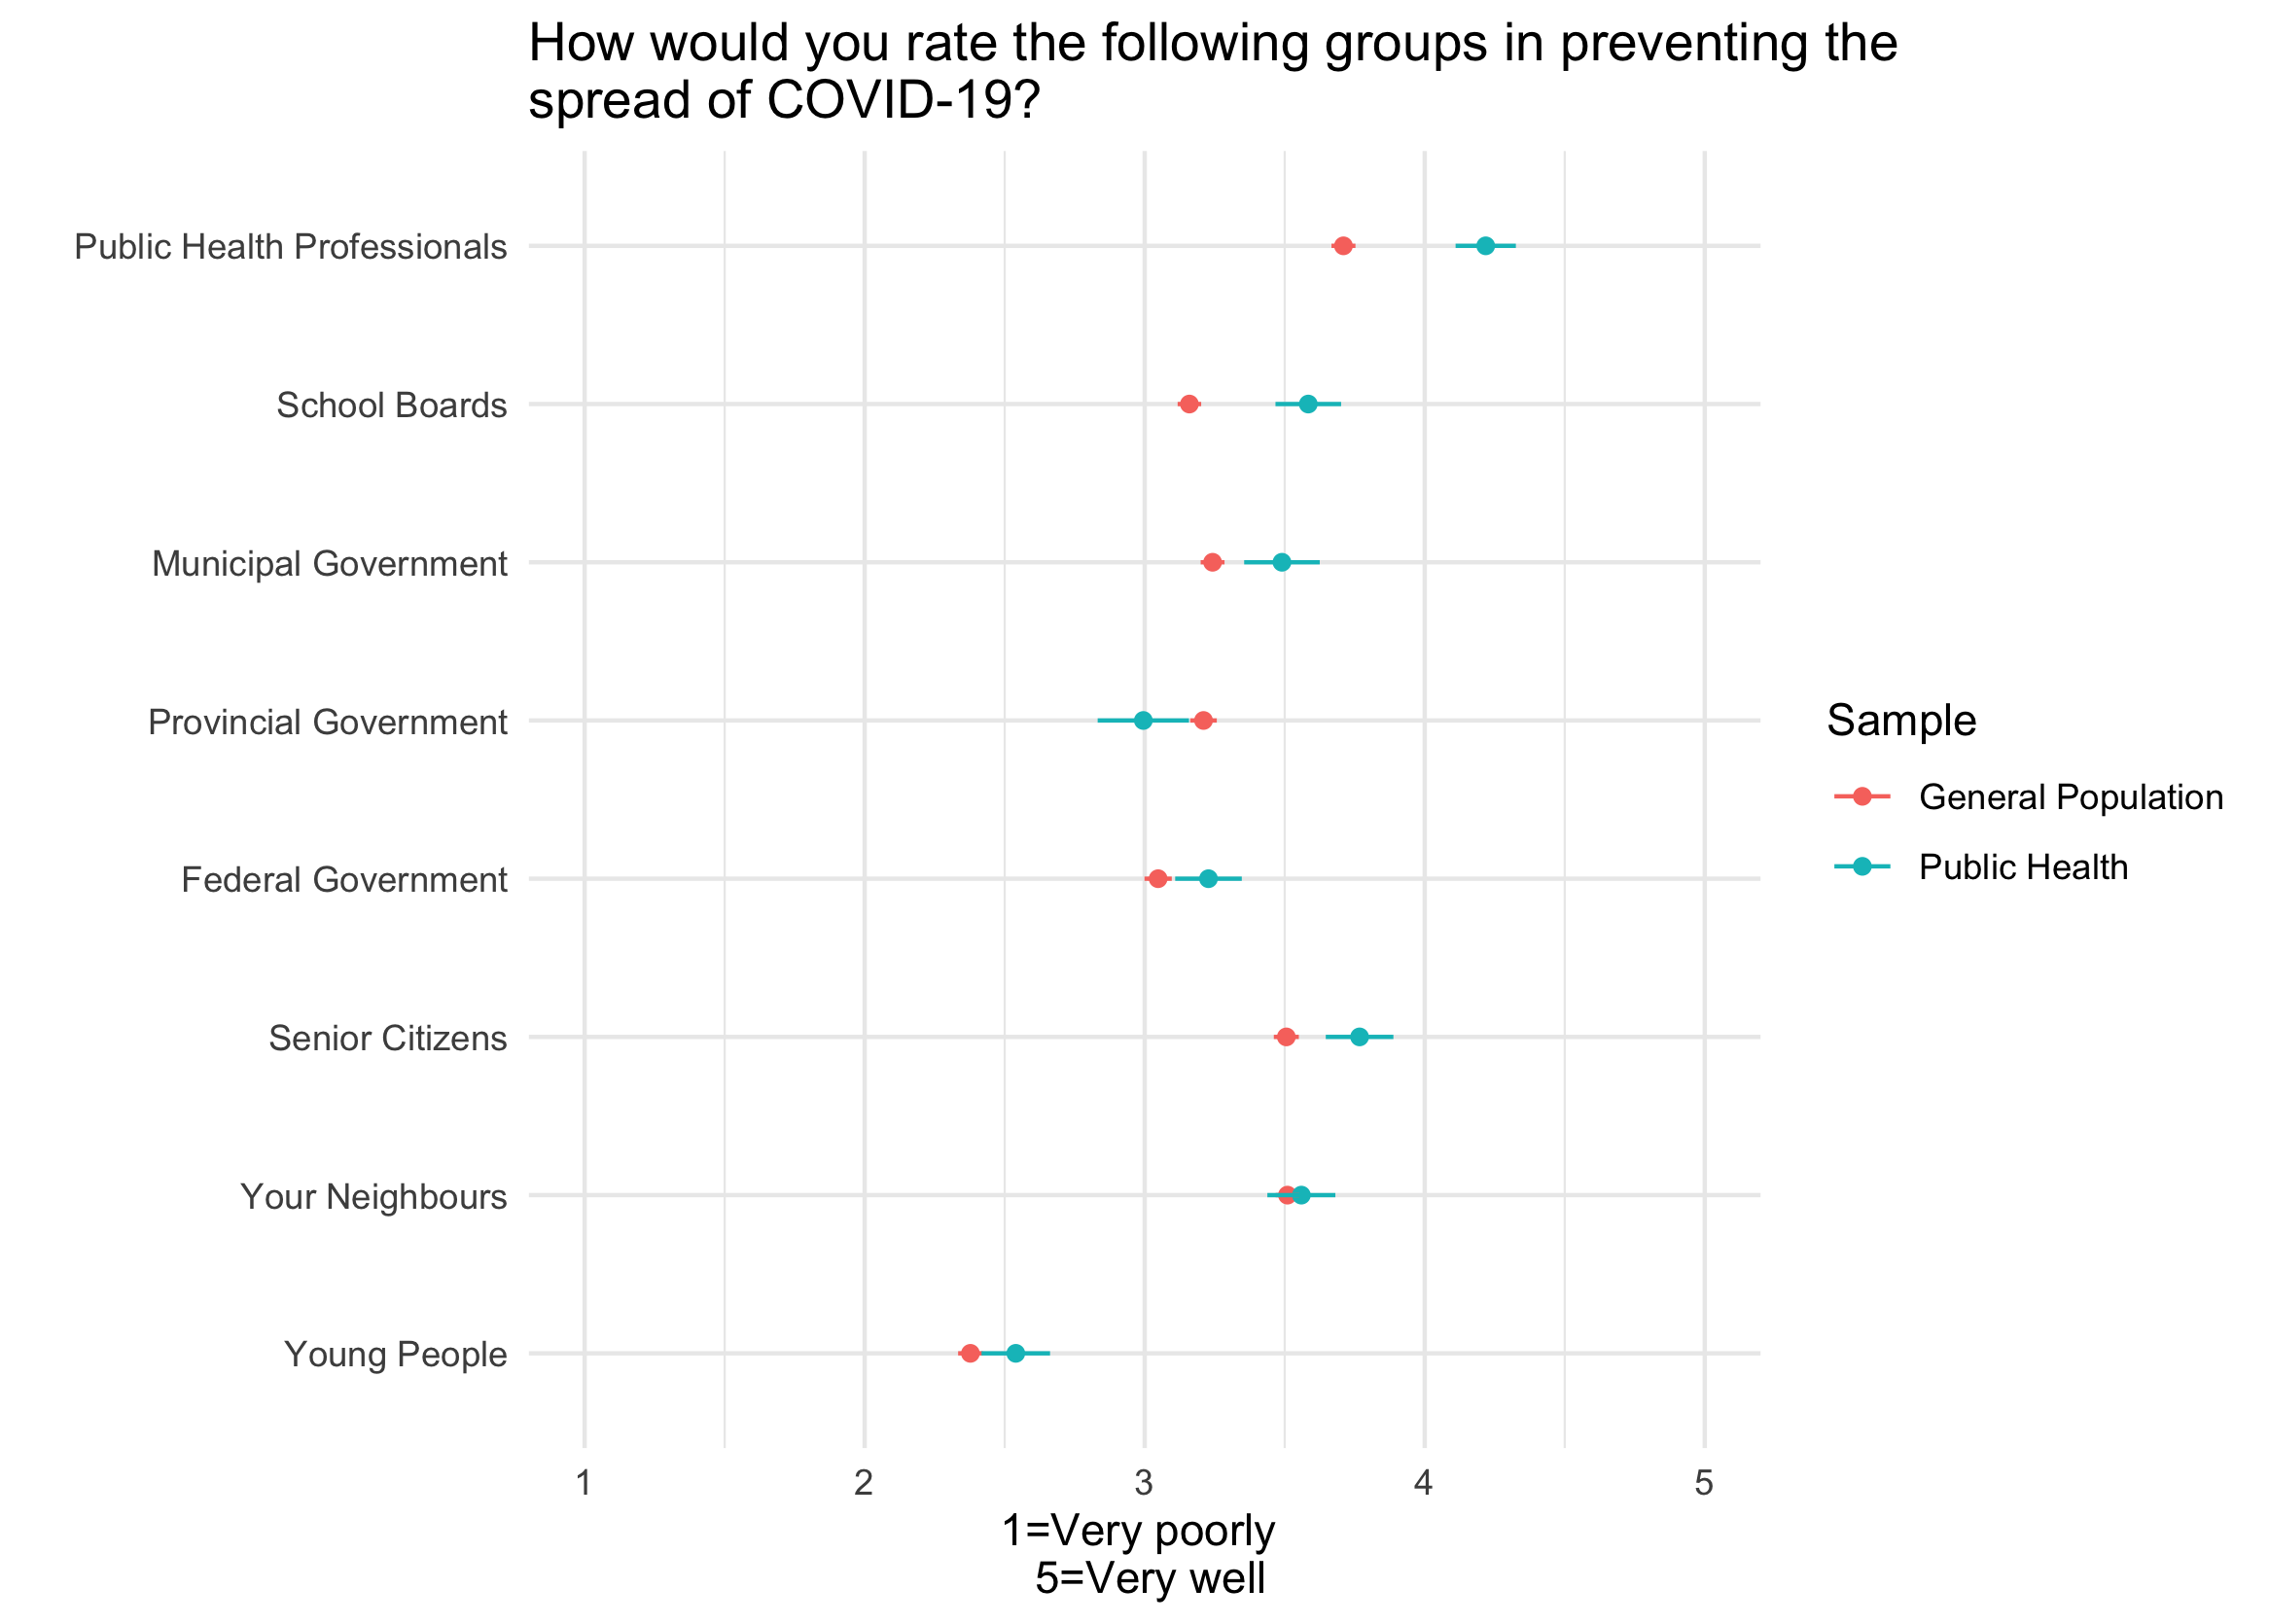 How would you rate the following groups in preventing the
spread of COVID-19?
Public Health Professionals
School Boards
Municipal Government
Provincial Government
Federal Government
Senior Citizens
Your Neighbours
Young People
1 2 3 4 5
1=Very poorly
5=Very well
Sample
General Population
Public Health